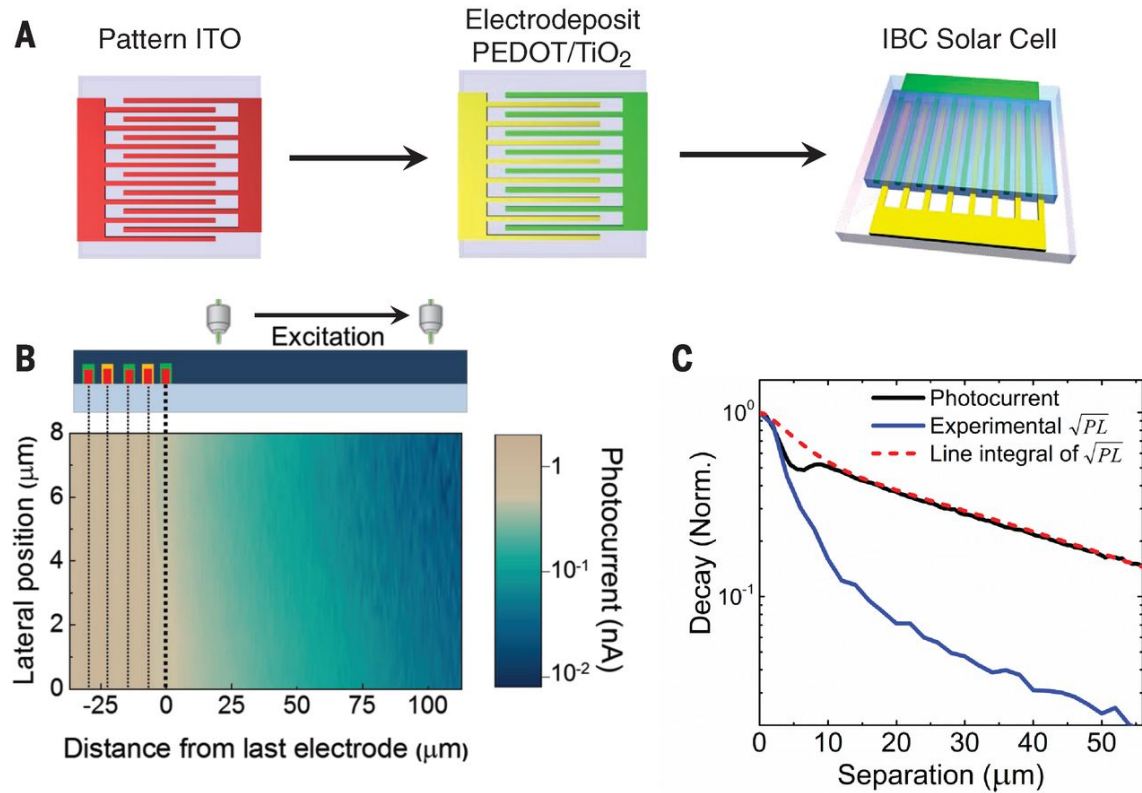 A
Pattern ITO
Electrodeposit
PEDOT/TiO₂
IBC Solar Cell
B
Excitation
Lateral position (μm)
8
6
4
2
0
-25
0
25
50
75
100
Distance from last electrode (μm)
Photocurrent (nA)
1
10⁻¹
10⁻²
C
Photocurrent
Experimental √PL
Line integral of √PL
Decay (Norm.)
10⁰
10⁻¹
0
10
20
30
40
50
Separation (μm)